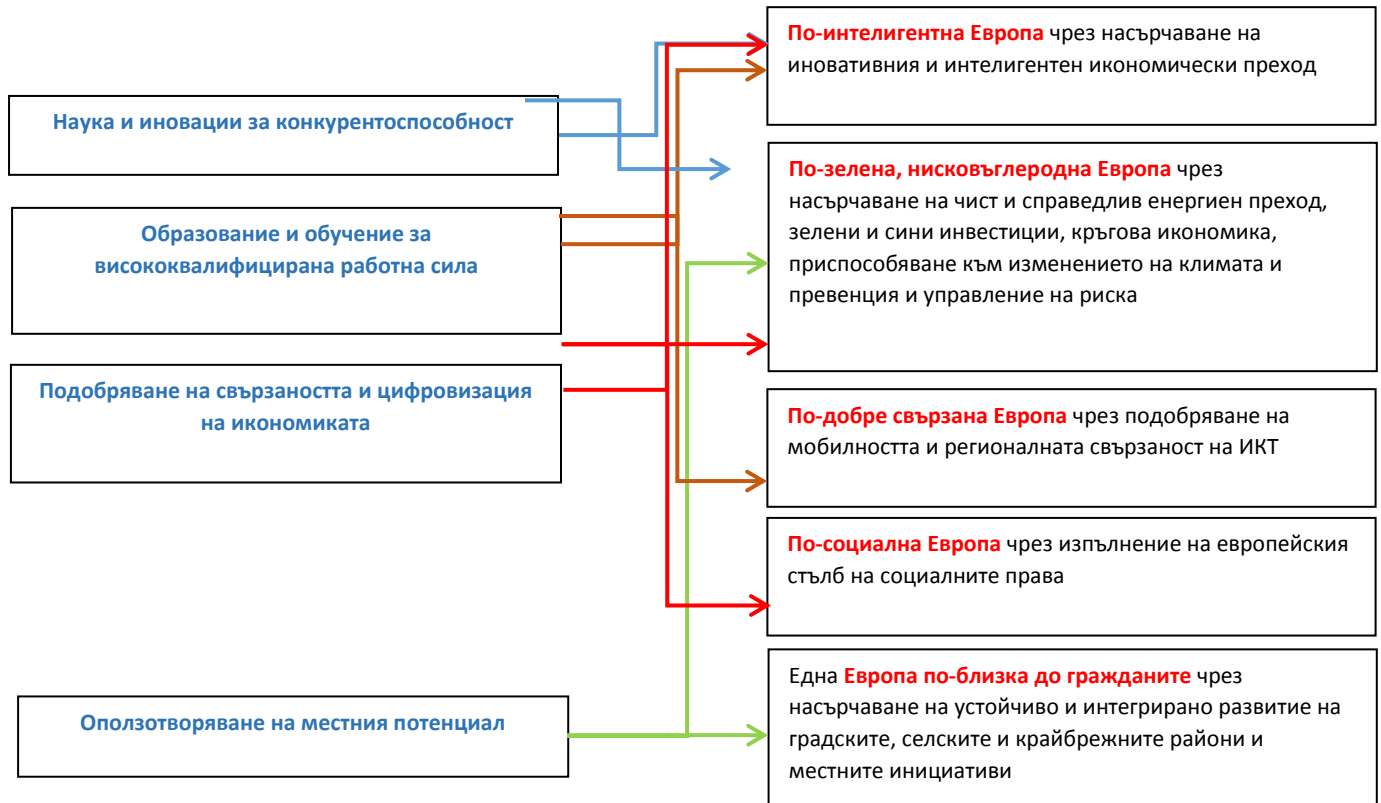 Наука и иновации за конкурентоспособност
Образование и обучение за
висококвалифицирана работна сила
Подобряване на свързаността и цифровизация
на икономиката
Оползотворяване на местния потенциал
По-интелигентна Европа чрез насърчаване на
иновативния и интелигентен икономически преход
По-зелена, нисковъглеродна Европа чрез
насърчаване на чист и справедлив енергиен преход,
зелени и сини инвестиции, кръгова икономика,
приспособяване към изменението на климата и
превенция и управление на риска
По-добре свързана Европа чрез подобряване на
мобилността и регионалната свързаност на ИКТ
По-социална Европа чрез изпълнение на европейския
стълб на социалните права
Една Европа по-близка до гражданите чрез
насърчаване на устойчиво и интегрирано развитие на
градските, селските и крайбрежните райони и
местните инициативи